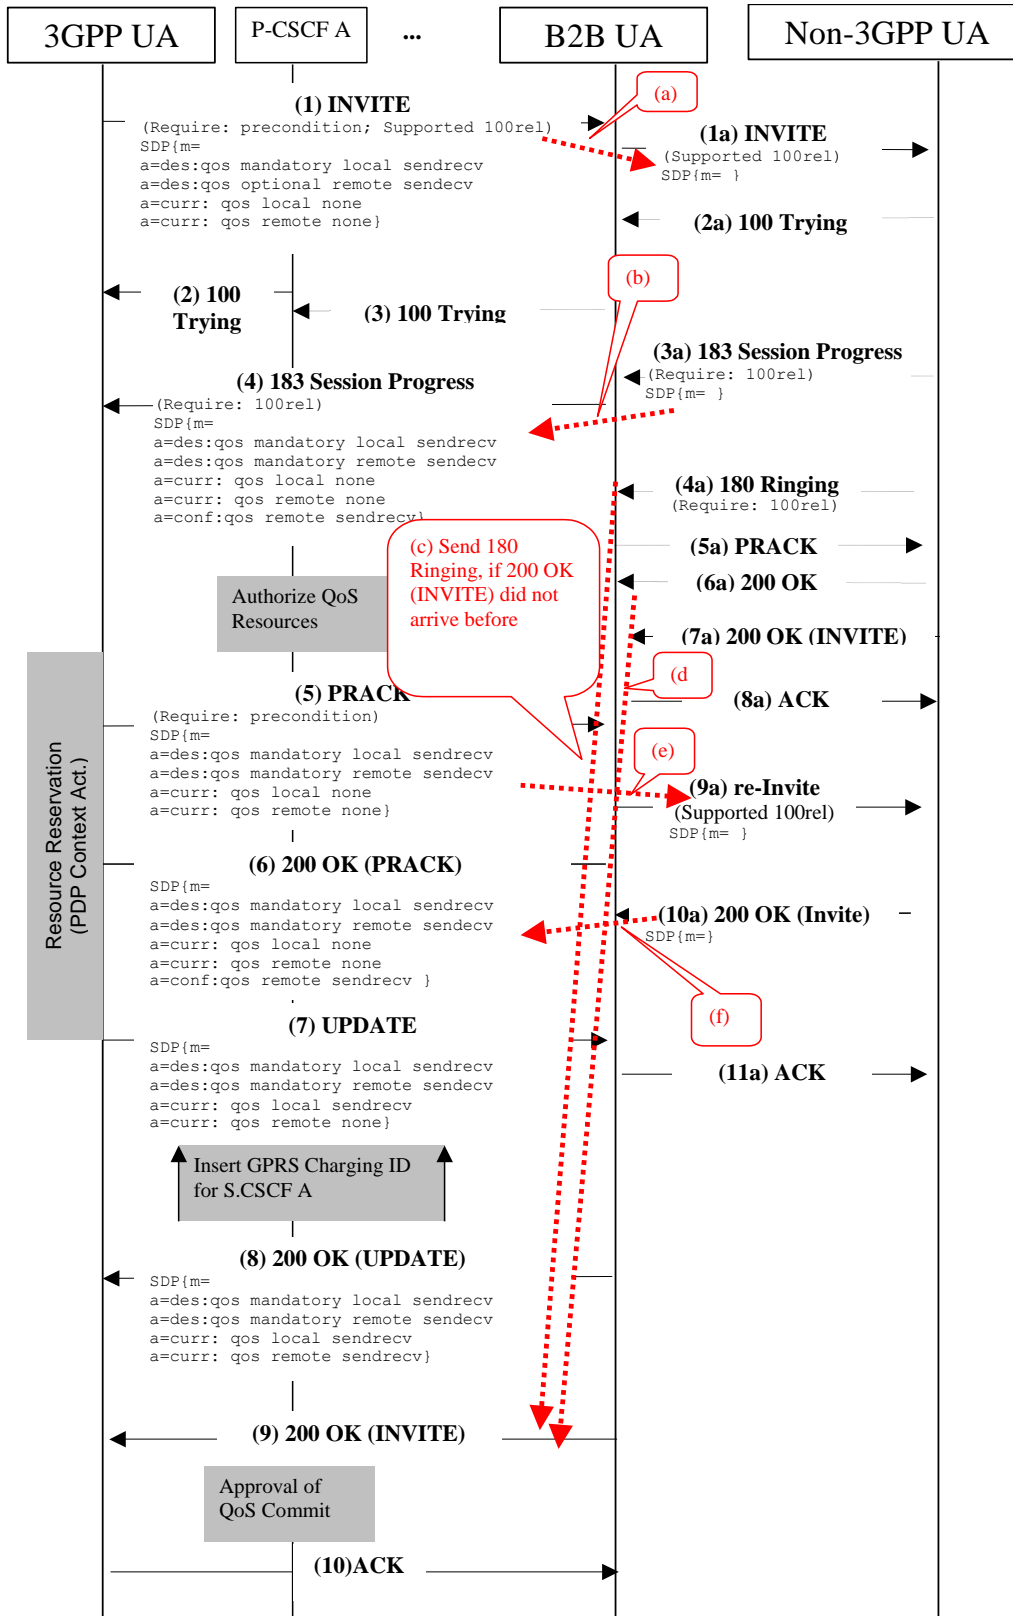 3GPP UA
P-CSCF A
...
B2B UA
Non-3GPP UA
(a)
(1) INVITE
(Require: precondition; Supported 100rel)
SDP{m=
a=des:qos mandatory local sendrecv
a=des:qos optional remote sendecv
a=curr: qos local none
a=curr: qos remote none}
(1a) INVITE
(Supported 100rel)
SDP{m= }
(2a) 100 Trying
(b)
(2) 100
Trying
(3) 100 Trying
(3a) 183 Session Progress
(Require: 100rel)
SDP{m= }
(4) 183 Session Progress
(Require: 100rel)
SDP{m=
a=des:qos mandatory local sendrecv
a=des:qos mandatory remote sendecv
a=curr: qos local none
a=curr: qos remote none
a=conf:qos remote sendrecv}
(4a) 180 Ringing
(Require: 100rel)
(5a) PRACK
(c) Send 180
Ringing, if 200 OK
(INVITE) did not
arrive before
(6a) 200 OK
Authorize QoS
Resources
(7a) 200 OK (INVITE)
(d
(8a) ACK
Resource Reservation
(PDP Context Act.)
(5) PRACK
(Require: precondition)
SDP{m=
a=des:qos mandatory local sendrecv
a=des:qos mandatory remote sendecv
a=curr: qos local none
a=curr: qos remote none}
(e)
(9a) re-Invite
(Supported 100rel)
SDP{m= }
(6) 200 OK (PRACK)
SDP{m=
a=des:qos mandatory local sendrecv
a=des:qos mandatory remote sendecv
a=curr: qos local none
a=curr: qos remote none
a=conf:qos remote sendrecv }
(10a) 200 OK (Invite)
SDP{m=}
(f)
(7) UPDATE
SDP{m=
a=des:qos mandatory local sendrecv
a=des:qos mandatory remote sendecv
a=curr: qos local sendrecv
a=curr: qos remote none}
(11a) ACK
Insert GPRS Charging ID
for S.CSCF A
(8) 200 OK (UPDATE)
SDP{m=
a=des:qos mandatory local sendrecv
a=des:qos mandatory remote sendrecv
a=curr: qos local sendrecv
a=curr: qos remote sendrecv}
(9) 200 OK (INVITE)
Approval of
QoS Commit
(10)ACK